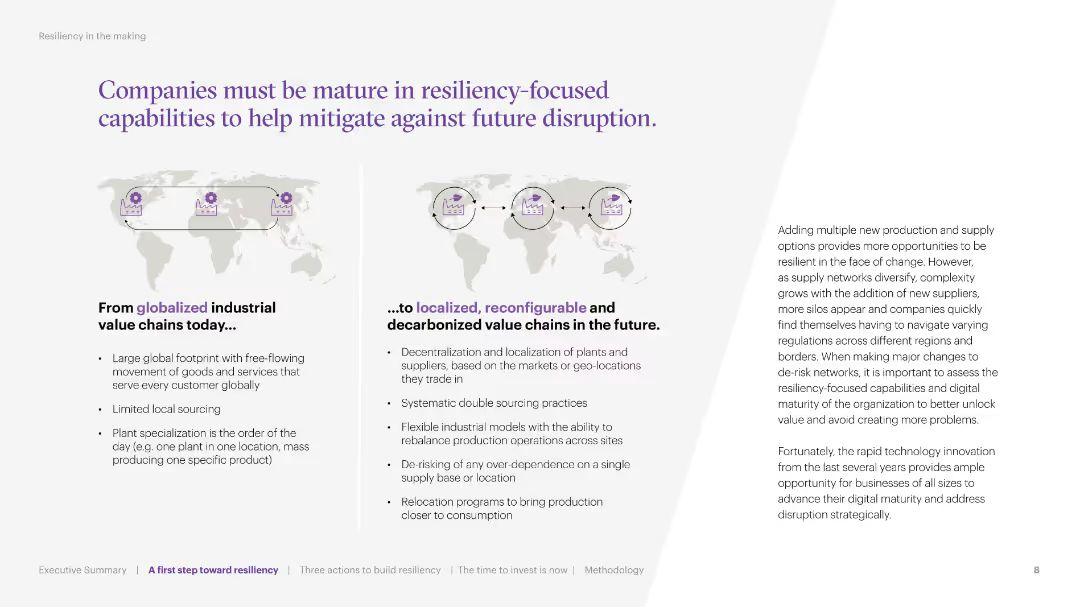 Resiliency in the making
Companies must be mature in resiliency-focused
capabilities to help mitigate against future disruption.
From globalized industrial
value chains today...
• Large global footprint with free-flowing
movement of goods and services that
serve every customer globally
• Limited local sourcing
• Plant specialization is the order of the
day (e.g. one plant in one location, mass
producing one specific product)
...to localized, reconfigurable and
decarbonized value chains in the future.
• Decentralization and localization of plants and
suppliers, based on the markets or geo-locations
they trade in
• Systematic double sourcing practices
• Flexible industrial models with the ability to
rebalance production operations across sites
• De-risking of any over-dependence on a single
supply base or location
• Relocation programs to bring production
closer to consumption
Adding multiple new production and supply
options provides more opportunities to be
resilient in the face of change. However,
as supply networks diversify, complexity
grows with the addition of new suppliers,
more silos appear and companies quickly
find themselves having to navigate varying
regulations across different regions and
borders. When making major changes to
de-risk networks, it is important to assess the
resiliency-focused capabilities and digital
maturity of the organization to better unlock
value and avoid creating more problems.
Fortunately, the rapid technology innovation
from the last several years provides ample
opportunity for businesses of all sizes to
advance their digital maturity and address
disruption strategically.
Executive Summary | A first step toward resiliency | Three actions to build resiliency | The time to invest is now | Methodology
8